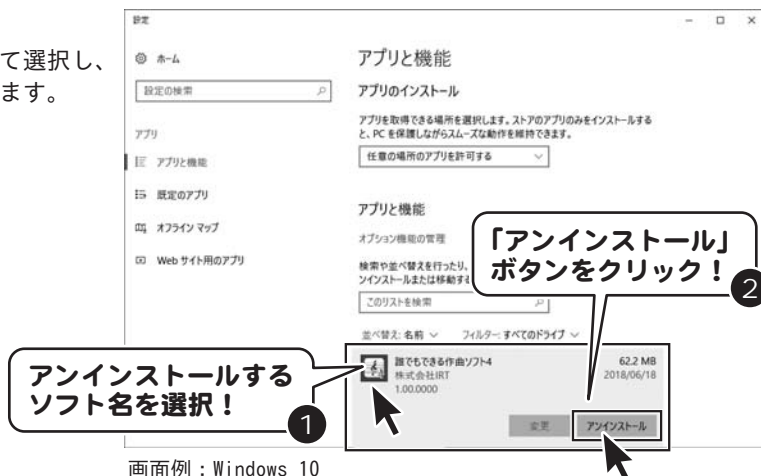 て選択し、
ます。
設定
ホーム
設定の検索
アプリ
アプリと機能
既定のアプリ
オフライン マップ
Web サイト用のアプリ
アプリと機能
アプリのインストール
アプリを取得できる場所を選択します。ストアのアプリのみをインストールする
と、PC を保護しながらスムーズな動作を維持できます。
任意の場所のアプリを許可する
アプリと機能
オプション機能の管理
検索や並べ替えを行ったり、
ンインストールまたは移動する
このリストを検索
並べ替え: 名前
フィルター: すべてのドライブ
誰でもできる作曲ソフト4
株式会社IRT
1.00.0000
62.2 MB
2018/06/18
変更
アンインストール
アンインストールする
ソフト名を選択！
1
「アンインストール」
ボタンをクリック！
2
画面例：Windows 10